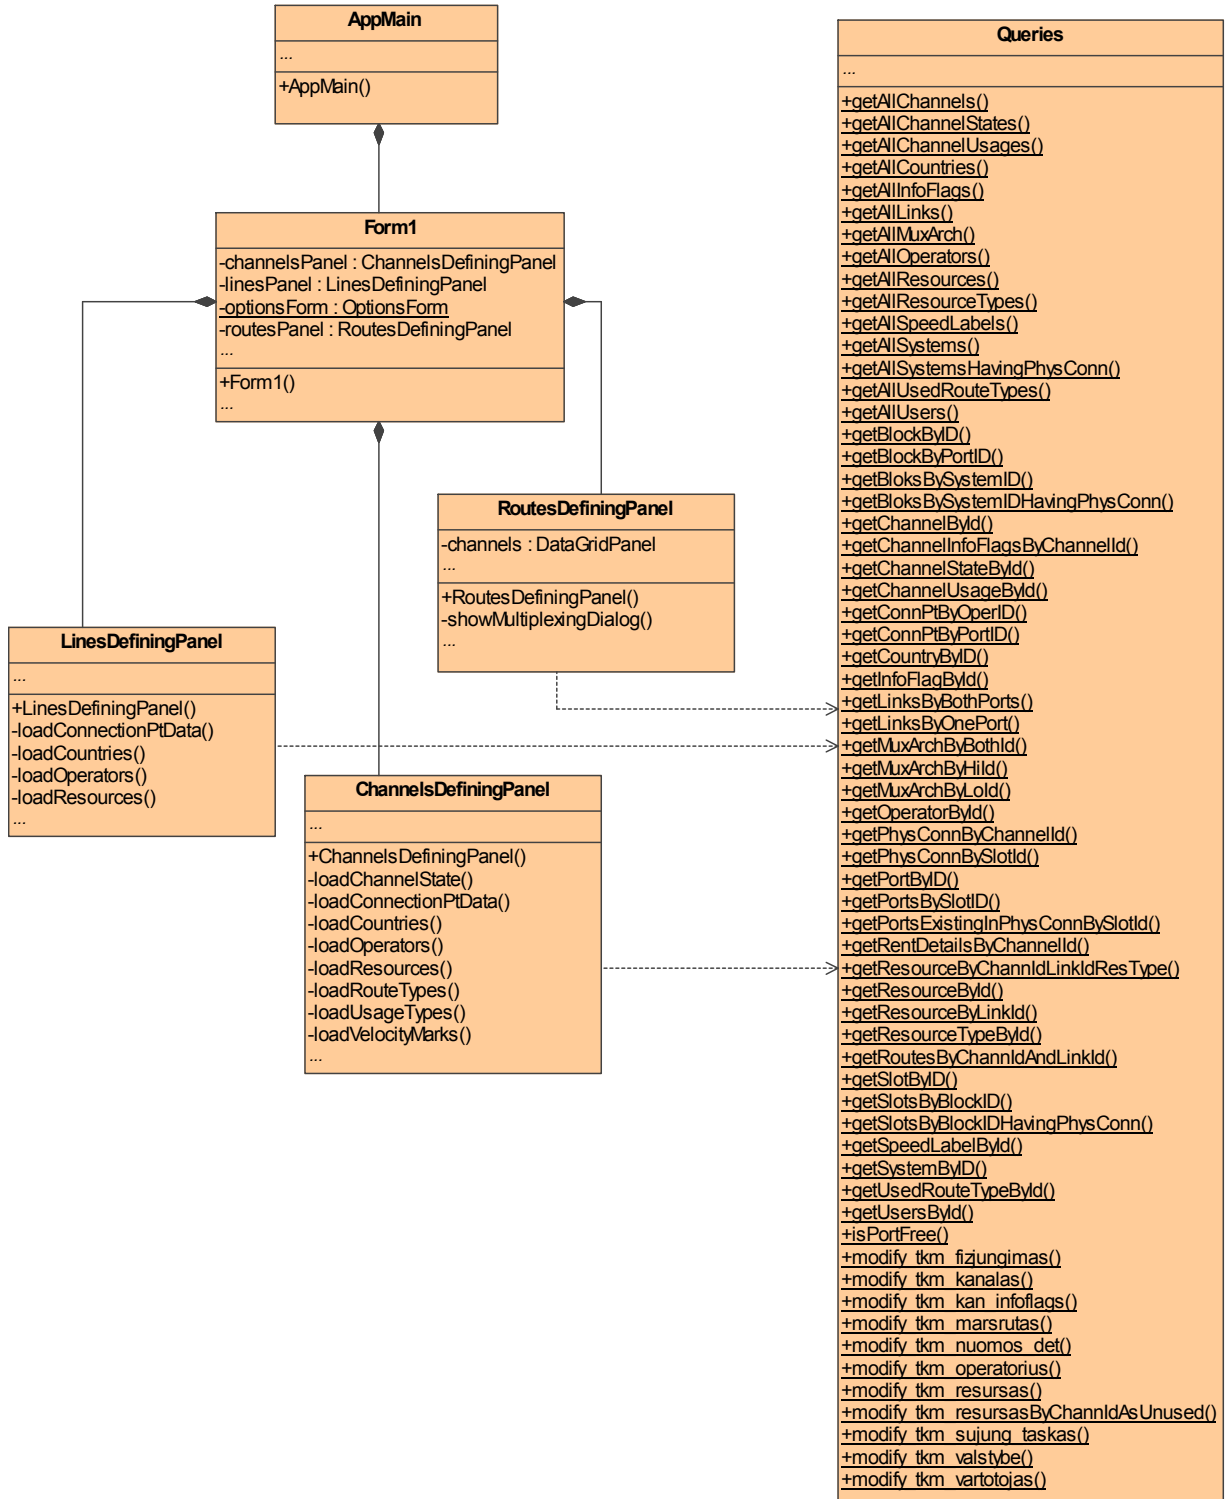 AppMain
...
+AppMain()
Form1
-channelsPanel : ChannelsDefiningPanel
-linesPanel : LinesDefiningPanel
-optionsForm : OptionsForm
-routesPanel : RoutesDefiningPanel
...
+Form1()
...
RoutesDefiningPanel
-channels : DataGridPanel
...
+RoutesDefiningPanel()
-showMultiplexingDialog()
...
LinesDefiningPanel
...
+LinesDefiningPanel()
-loadConnectionPtData()
-loadCountries()
-loadOperators()
-loadResources()
...
ChannelsDefiningPanel
...
+ChannelsDefiningPanel()
-loadChannelState()
-loadConnectionPtData()
-loadCountries()
-loadOperators()
-loadResources()
-loadRouteTypes()
-loadUsageTypes()
-loadVelocityMarks()
...
Queries
...
+getAllChannels()
+getAllChannelStates()
+getAllChannelUsages()
+getAllCountries()
+getAllInfoFlags()
+getAllLinks()
+getAllMuxArch()
+getAllOperators()
+getAllResources()
+getAllResourceTypes()
+getAllSpeedLabels()
+getAllSystems()
+getAllSystemsHavingPhysConn()
+getAllUsedRouteTypes()
+getAllUsers()
+getBlockByID()
+getBlockByPortID()
+getBloksBySystemID()
+getBloksBySystemIDHavingPhysConn()
+getChannelById()
+getChannelInfoFlagsByChannelId()
+getChannelStateById()
+getChannelUsageById()
+getConnPtByOperID()
+getConnPtByPortID()
+getCountryByID()
+getInfoFlagById()
+getLinksByBothPorts()
+getLinksByOnePort()
+getMuxArchByBothId()
+getMuxArchByHiId()
+getMuxArchByLoId()
+getOperatorById()
+getPhysConnByChannelId()
+getPhysConnBySlotId()
+getPortByID()
+getPortsBySlotID()
+getPortsExistingInPhysConnBySlotId()
+getRentDetailsByChannelId()
+getResourceByChannIdLinkIdResType()
+getResourceById()
+getResourceByLinkId()
+getResourceTypeById()
+getRoutesByChannIdAndLinkId()
+getSlotByID()
+getSlotsByBlockID()
+getSlotsByBlockIDHavingPhysConn()
+getSpeedLabelById()
+getSystemByID()
+getUsedRouteTypeById()
+getUsersById()
+isPortFree()
+modify_tkm_fizjungimas()
+modify_tkm_kanalas()
+modify_tkm_kan_infoflags()
+modify_tkm_marsrutas()
+modify_tkm_nuomos_det()
+modify_tkm_operatorius()
+modify_tkm_resursas()
+modify_tkm_resursasByChannIdAsUnused()
+modify_tkm_sujung_taskas()
+modify_tkm_valstybe()
+modify_tkm_vartotojas()